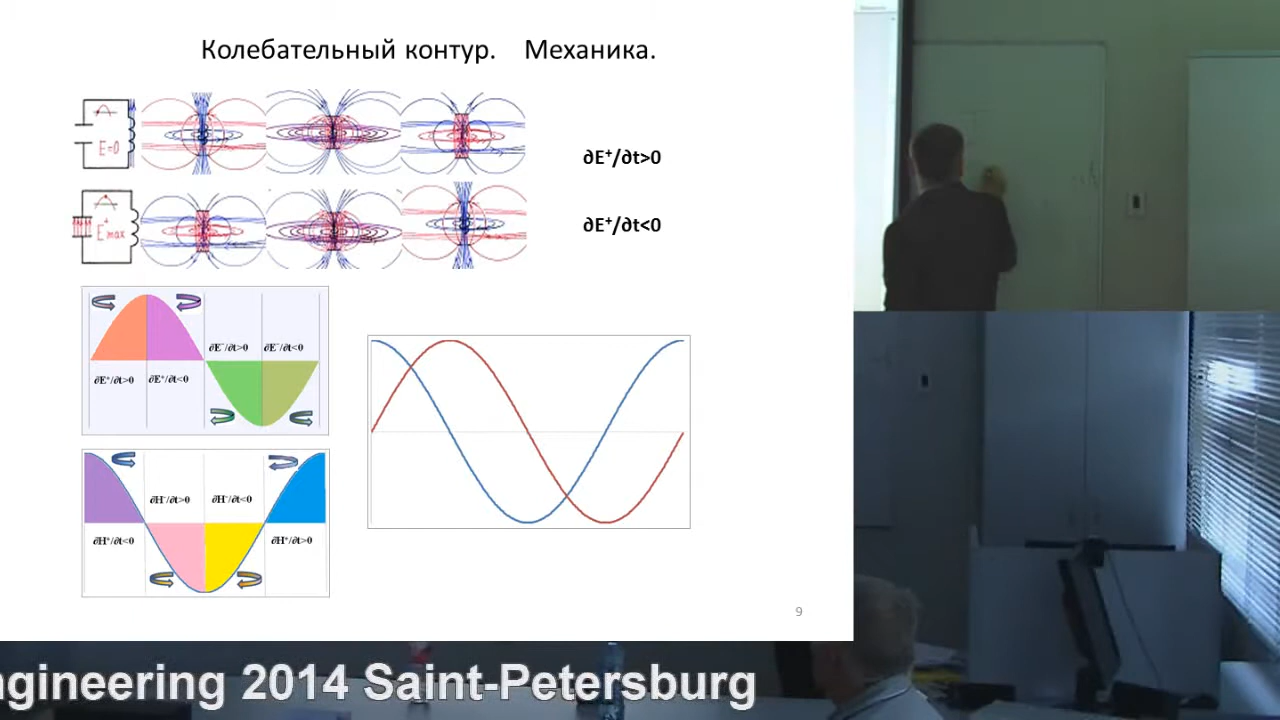 Колебательный контур. Механика.
E=0
∂E⁺/∂t>0
E⁺max
∂E⁺/∂t<0
∂E⁻/∂t>0 ∂E⁻/∂t<0
∂E⁺/∂t>0 ∂E⁺/∂t<0
∂H⁻/∂t>0 ∂H⁻/∂t<0
∂H⁺/∂t<0 ∂H⁺/∂t>0
9
ngineering 2014 Saint-Petersburg